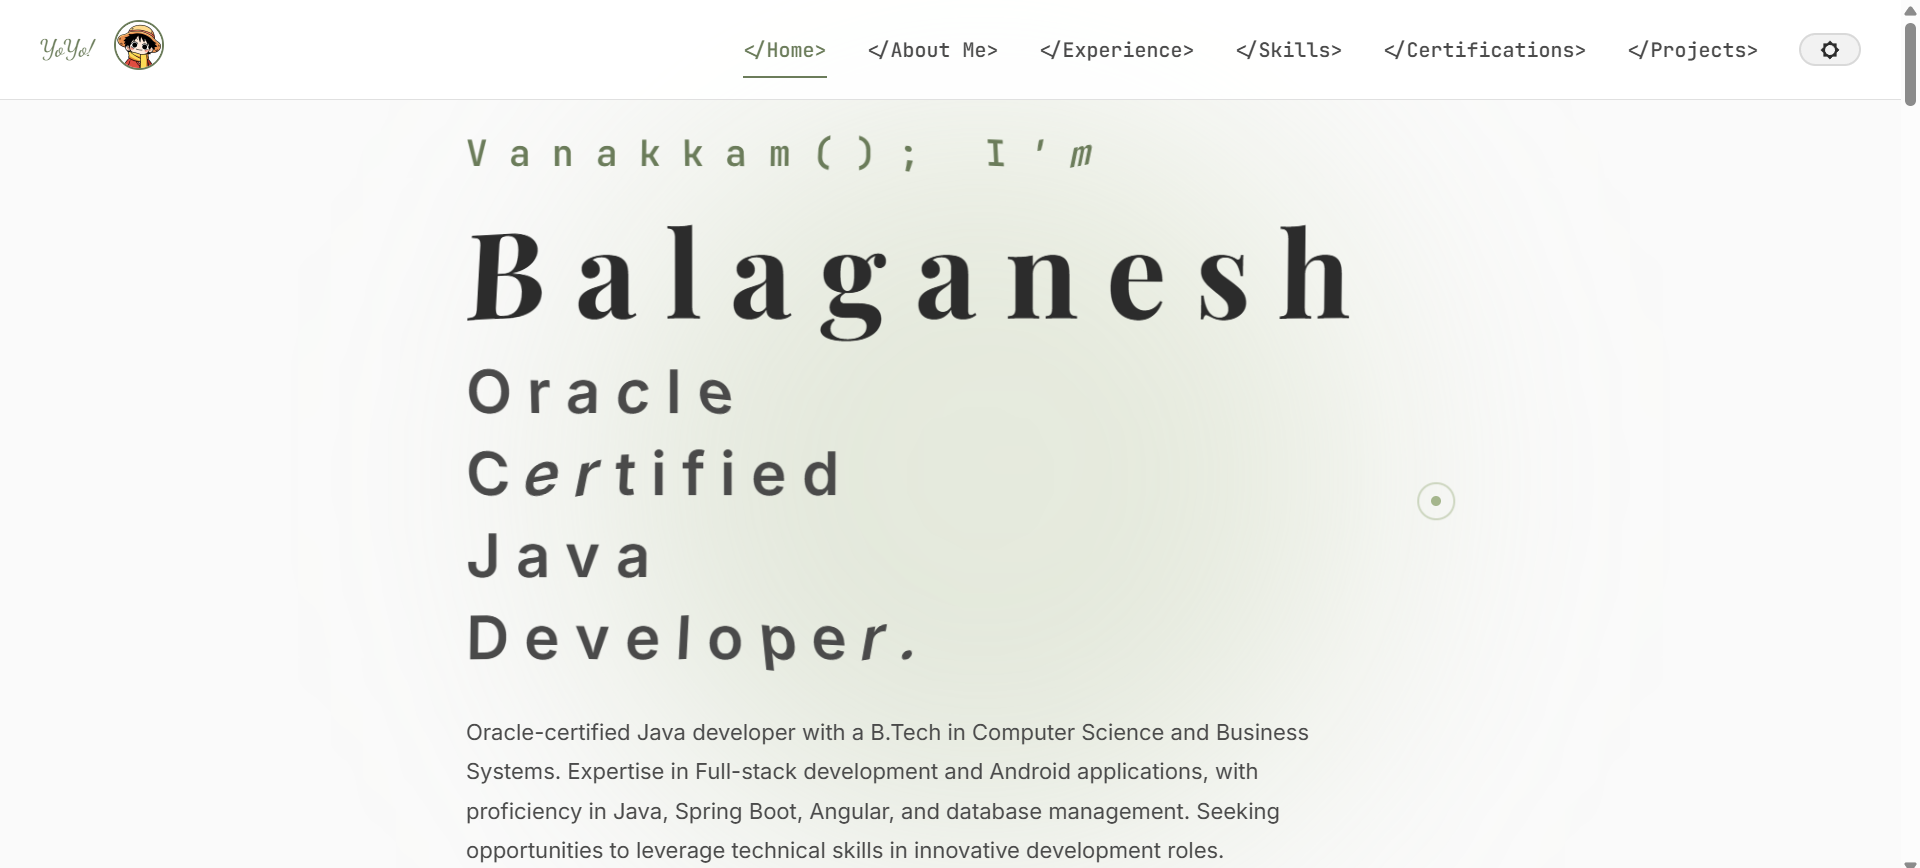 YoYo!
</Home>
</About Me>
</Experience>
</Skills>
</Certifications>
</Projects>
Vanakkam(); I'm
Balaganesh
Oracle
Certified
Java
Developer.
Oracle-certified Java developer with a B.Tech in Computer Science and Business
Systems. Expertise in Full-stack development and Android applications, with
proficiency in Java, Spring Boot, Angular, and database management. Seeking
opportunities to leverage technical skills in innovative development roles.